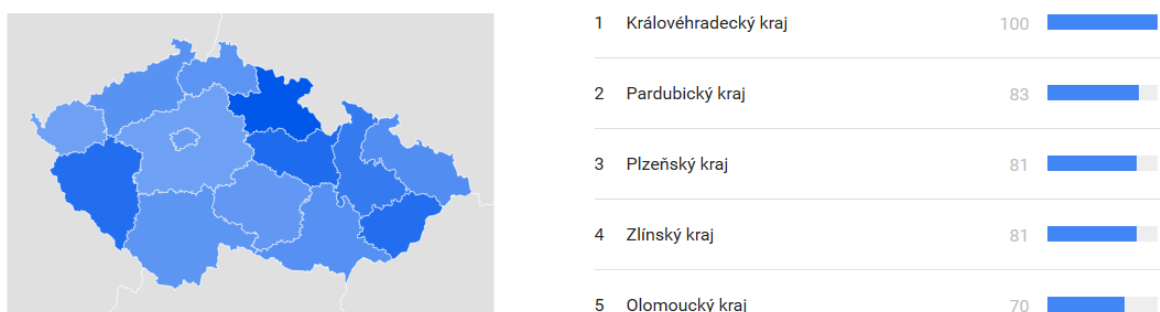 1 Královéhradecký kraj 100
2 Pardubický kraj 83
3 Plzeňský kraj 81
4 Zlínský kraj 81
5 Olomoucký kraj 70